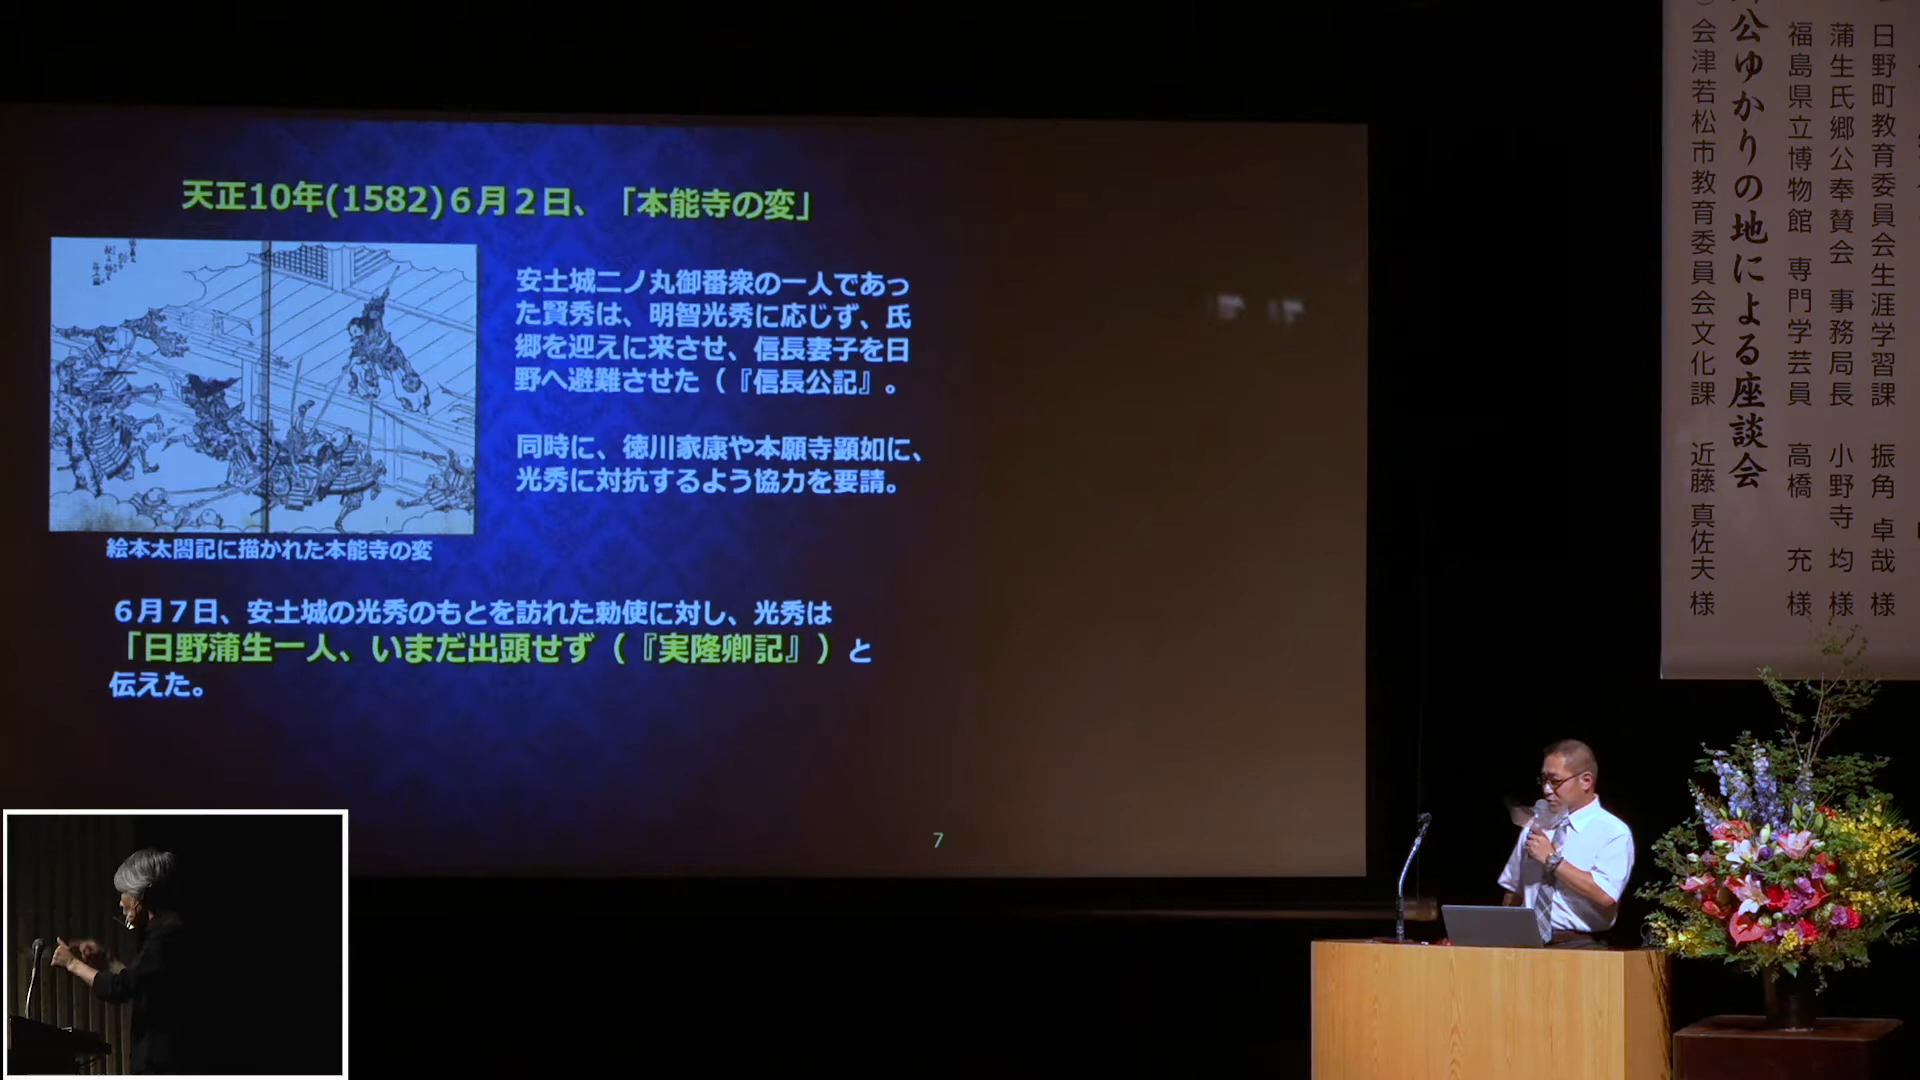 天正10年(1582)６月２日、「本能寺の変」
安土城二ノ丸御番衆の一人であっ
た賢秀は、明智光秀に応じず、氏
郷を迎えに来させ、信長妻子を日
野へ避難させた（『信長公記』。
同時に、徳川家康や本願寺顕如に、
光秀に対抗するよう協力を要請。
絵本太閤記に描かれた本能寺の変
６月７日、安土城の光秀のもとを訪れた勅使に対し、光秀は
「日野蒲生一人、いまだ出頭せず（『実隆卿記』）と
伝えた。
7
日野町教育委員会生涯学習課 振角 卓哉 様
蒲生氏郷公奉賛会 事務局長 小野寺 均 様
福島県立博物館 専門学芸員 高橋 充 様
公ゆかりの地による座談会
会津若松市教育委員会文化課 近藤 真佐夫 様